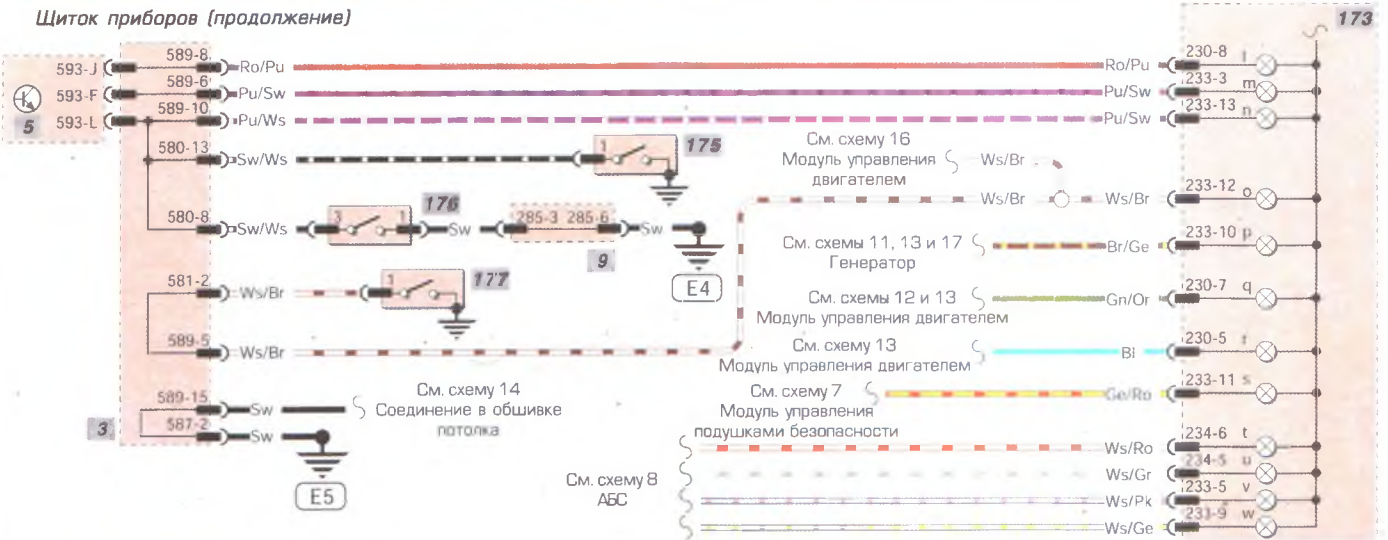 Щиток приборов (продолжение)
173
593-J 589-8 Ro/Pu Ro/Pu 230-8 l
593-F 589-6 Pu/Sw Pu/Sw 233-3 m
5 593-L 589-10 Pu/Ws Pu/Sw 233-13 n
580-13 Sw/Ws 1 175
См. схему 16
Модуль управления
двигателем
Ws/Br
Ws/Br Ws/Br 233-12 o
580-8 Sw/Ws 3 1 176 Sw 285-3 285-6 Sw
9
E4
См. схемы 11, 13 и 17
Генератор
Br/Ge 233-10 p
581-2 Ws/Br 1 177
См. схемы 12 и 13
Модуль управления двигателем
Gn/Or 230-7 q
589-5 Ws/Br
См. схему 13
Модуль управления двигателем
Bl 230-5 r
589-15 Sw
См. схему 14
Соединение в обшивке
потолка
3 587-2 Sw
E5
См. схему 7
Модуль управления
подушками безопасности
Ge/Ro 233-11 s
См. схему 8
АБС
Ws/Ro 234-6 t
Ws/Gr 234-5 u
Ws/Pk 233-5 v
Ws/Ge 233-9 w